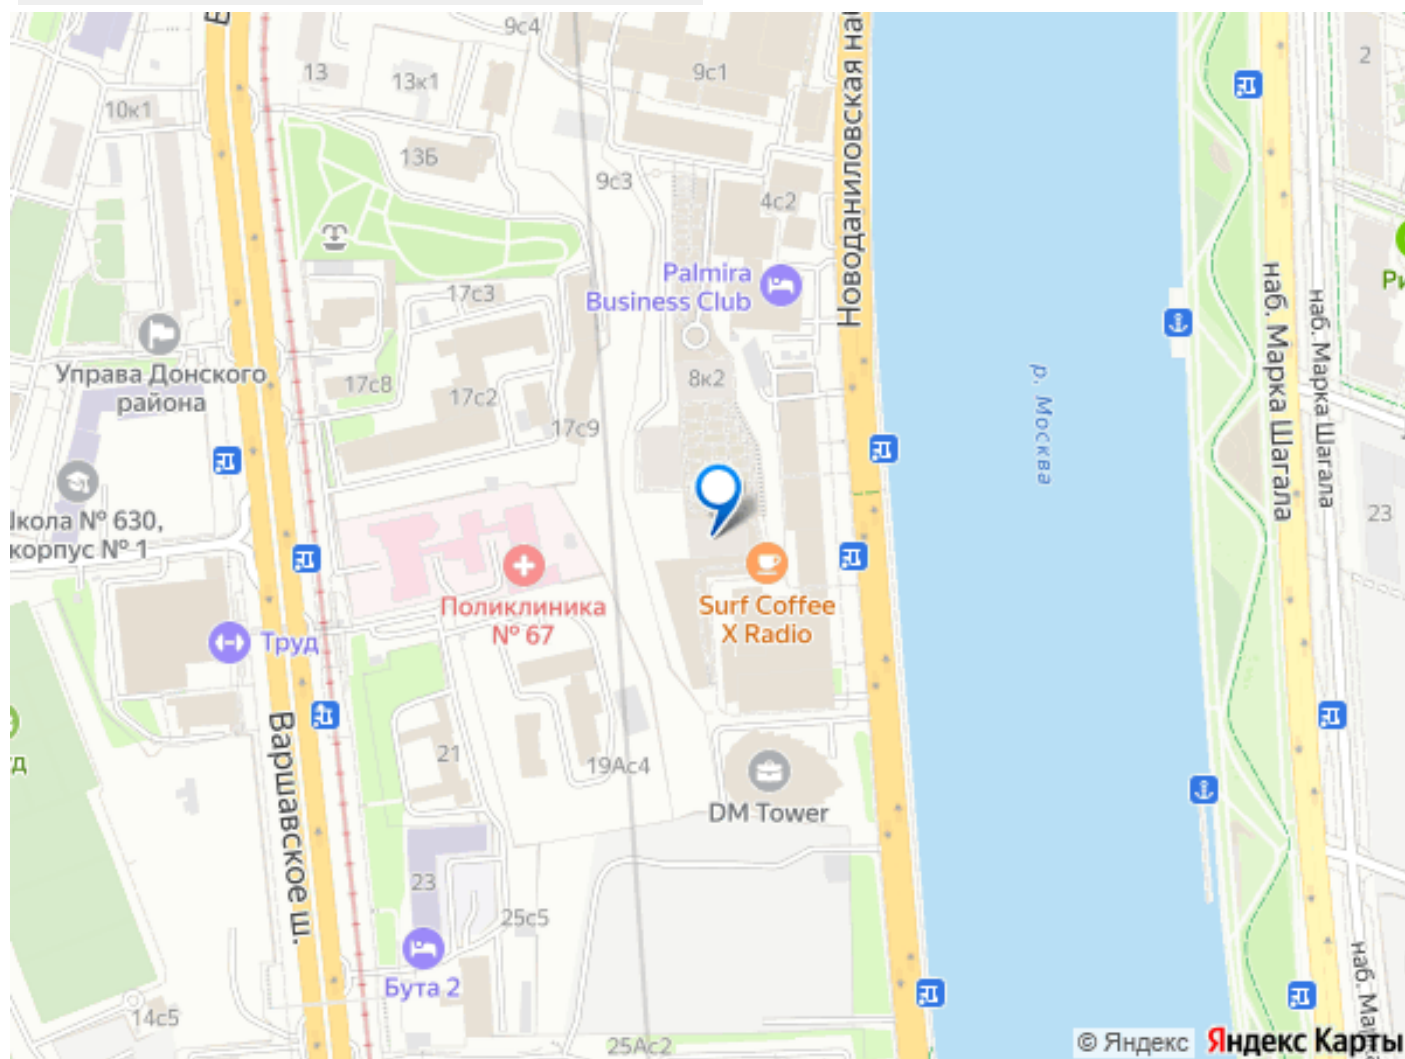 9с4
13
13к1
9с1
2
10к1
13Б
9с3
4с2
Новоданиловская наб
Palmira
Business Club
17с3
наб. Марка Шагала
наб. Марка Шагала
Ри
Управа Донского
района
17с8
17с2
8к2
17с9
р. Москва
Школа № 630,
корпус № 1
23
Поликлиника
№ 67
Surf Coffee
X Radio
Труд
Варшавское ш.
21
19Ас4
DM Tower
23
25с5
Бута 2
14с5
25Ас2
наб. Мар
© Яндекс
Яндекс Карты